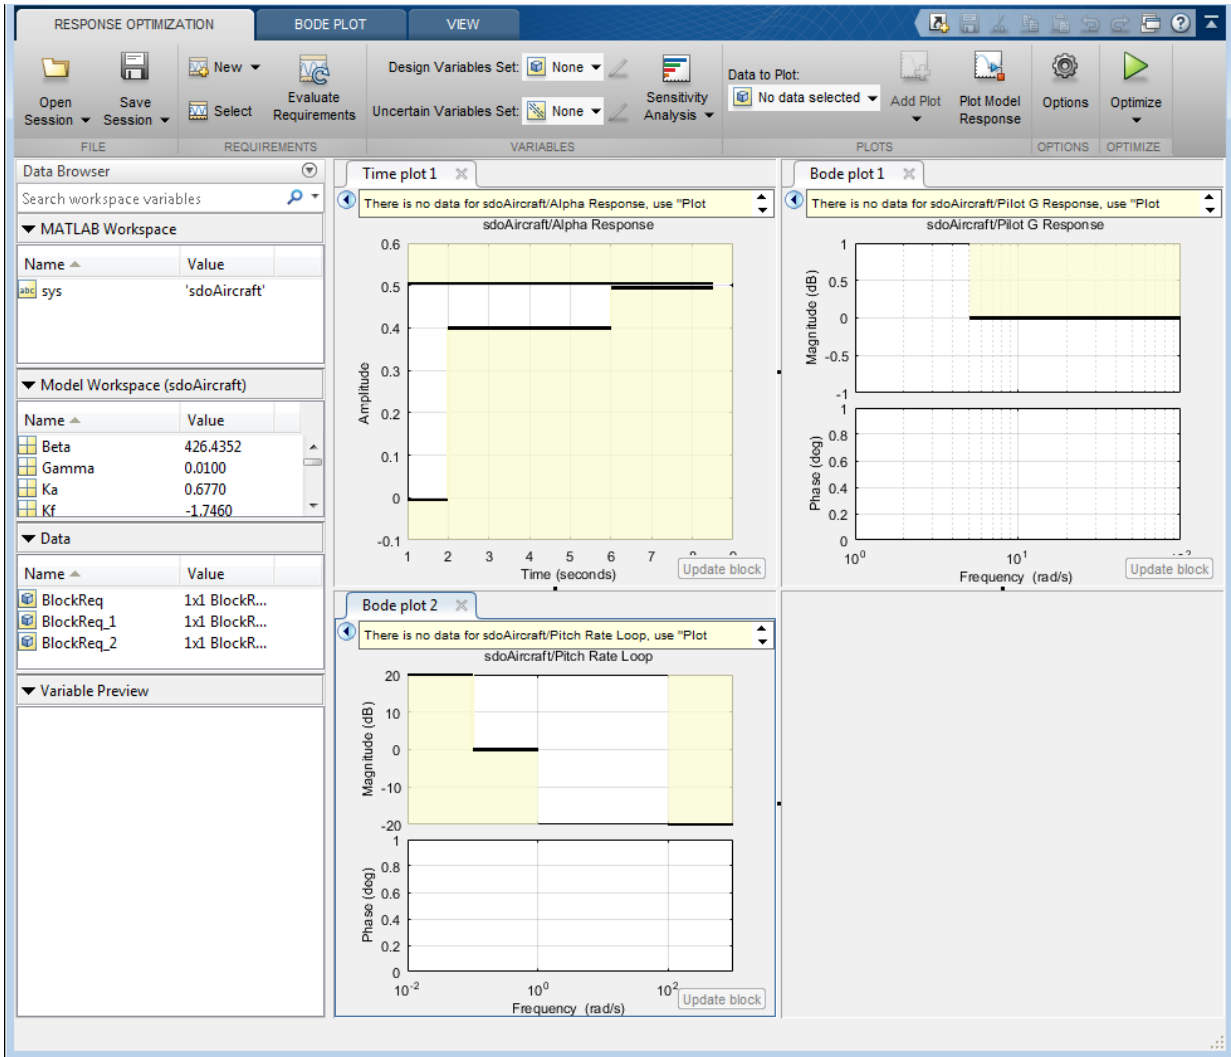 RESPONSE OPTIMIZATION BODE PLOT VIEW
New
Select
Open Session
Save Session
Evaluate Requirements
Design Variables Set: None
Uncertain Variables Set: None
Sensitivity Analysis
Data to Plot:
No data selected
Add Plot
Plot Model Response
Options
Optimize
FILE REQUIREMENTS VARIABLES PLOTS OPTIONS OPTIMIZE
Data Browser
Search workspace variables
MATLAB Workspace
Name Value
abc sys 'sdoAircraft'
Model Workspace (sdoAircraft)
Name Value
Beta 426.4352
Gamma 0.0100
Ka 0.6770
Kf -1.7460
Data
Name Value
BlockReq 1x1 BlockR...
BlockReq_1 1x1 BlockR...
BlockReq_2 1x1 BlockR...
Variable Preview
Time plot 1
There is no data for sdoAircraft/Alpha Response, use "Plot
sdoAircraft/Alpha Response
Amplitude
0.6
0.5
0.4
0.3
0.2
0.1
0
-0.1
1 2 3 4 5 6 7
Time (seconds)
Update block
Bode plot 1
There is no data for sdoAircraft/Pilot G Response, use "Plot
sdoAircraft/Pilot G Response
Magnitude (dB)
1
0.5
0
-0.5
-1
Phase (deg)
1
0.8
0.6
0.4
0.2
0
10^0 10^1
Frequency (rad/s)
Update block
Bode plot 2
There is no data for sdoAircraft/Pitch Rate Loop, use "Plot
sdoAircraft/Pitch Rate Loop
Magnitude (dB)
20
10
0
-10
-20
Phase (deg)
1
0.8
0.6
0.4
0.2
0
10^-2 10^0 10^2
Frequency (rad/s)
Update block